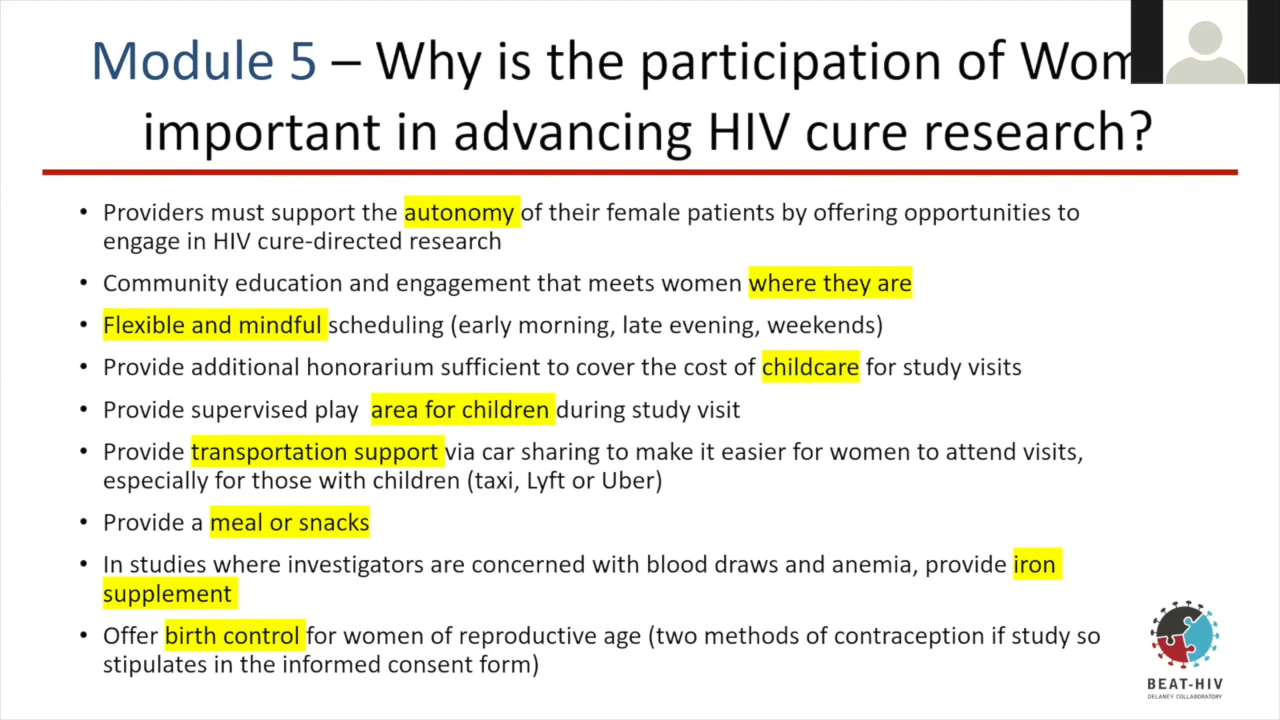 Module 5 – Why is the participation of Wom
important in advancing HIV cure research?
• Providers must support the autonomy of their female patients by offering opportunities to
engage in HIV cure-directed research
• Community education and engagement that meets women where they are
• Flexible and mindful scheduling (early morning, late evening, weekends)
• Provide additional honorarium sufficient to cover the cost of childcare for study visits
• Provide supervised play area for children during study visit
• Provide transportation support via car sharing to make it easier for women to attend visits,
especially for those with children (taxi, Lyft or Uber)
• Provide a meal or snacks
• In studies where investigators are concerned with blood draws and anemia, provide iron
supplement
• Offer birth control for women of reproductive age (two methods of contraception if study so
stipulates in the informed consent form)
BEAT-HIV
DELANEY COLLABORATORY